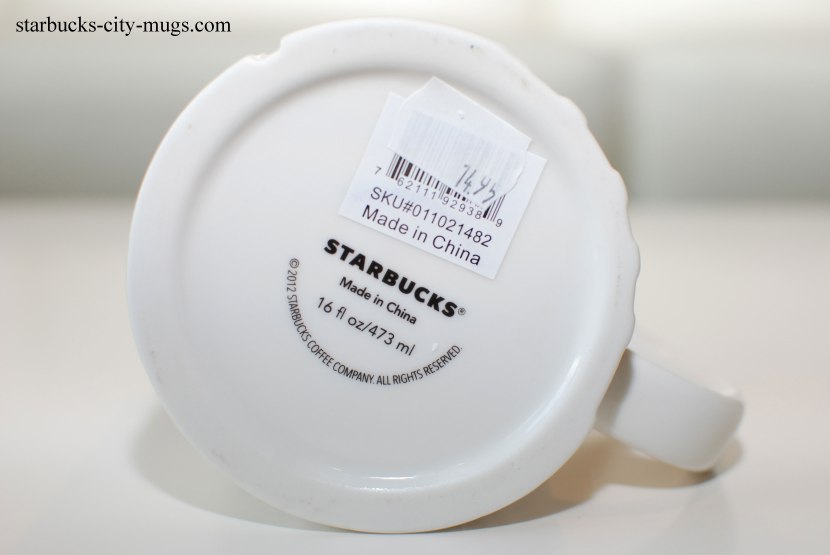 starbucks-city-mugs.com
14.95
7 62111 92938 9
SKU#011021482
Made in China
STARBUCKS®
Made in China
16 fl oz/473 ml
© 2012 STARBUCKS COFFEE COMPANY. ALL RIGHTS RESERVED.